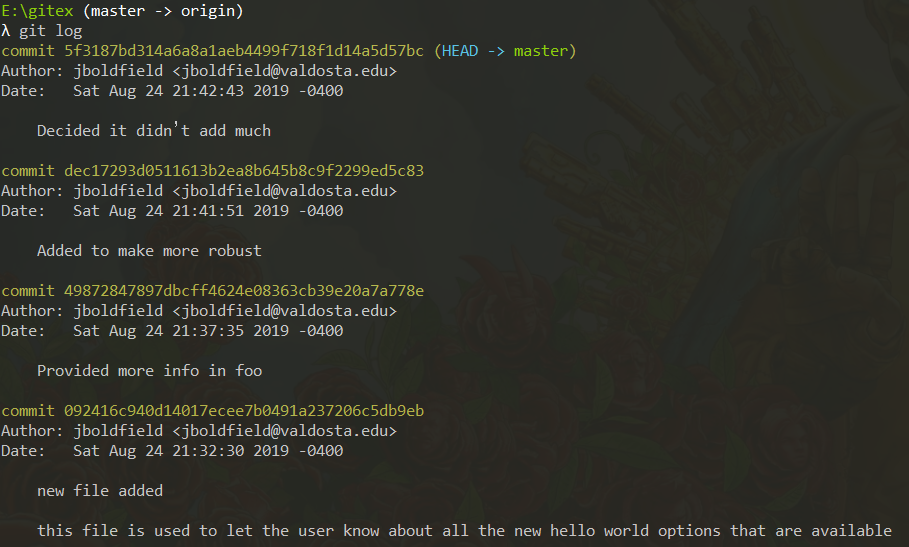 E:\gitex (master -> origin)
λ git log
commit 5f3187bd314a6a8a1aeb4499f718f1d14a5d57bc (HEAD -> master)
Author: jboldfield <jboldfield@valdosta.edu>
Date:   Sat Aug 24 21:42:43 2019 -0400
    Decided it didn't add much
commit dec17293d0511613b2ea8b645b8c9f2299ed5c83
Author: jboldfield <jboldfield@valdosta.edu>
Date:   Sat Aug 24 21:41:51 2019 -0400
    Added to make more robust
commit 49872847897dbcff4624e08363cb39e20a7a778e
Author: jboldfield <jboldfield@valdosta.edu>
Date:   Sat Aug 24 21:37:35 2019 -0400
    Provided more info in foo
commit 092416c940d14017ecee7b0491a237206c5db9eb
Author: jboldfield <jboldfield@valdosta.edu>
Date:   Sat Aug 24 21:32:30 2019 -0400
    new file added
    this file is used to let the user know about all the new hello world options that are available